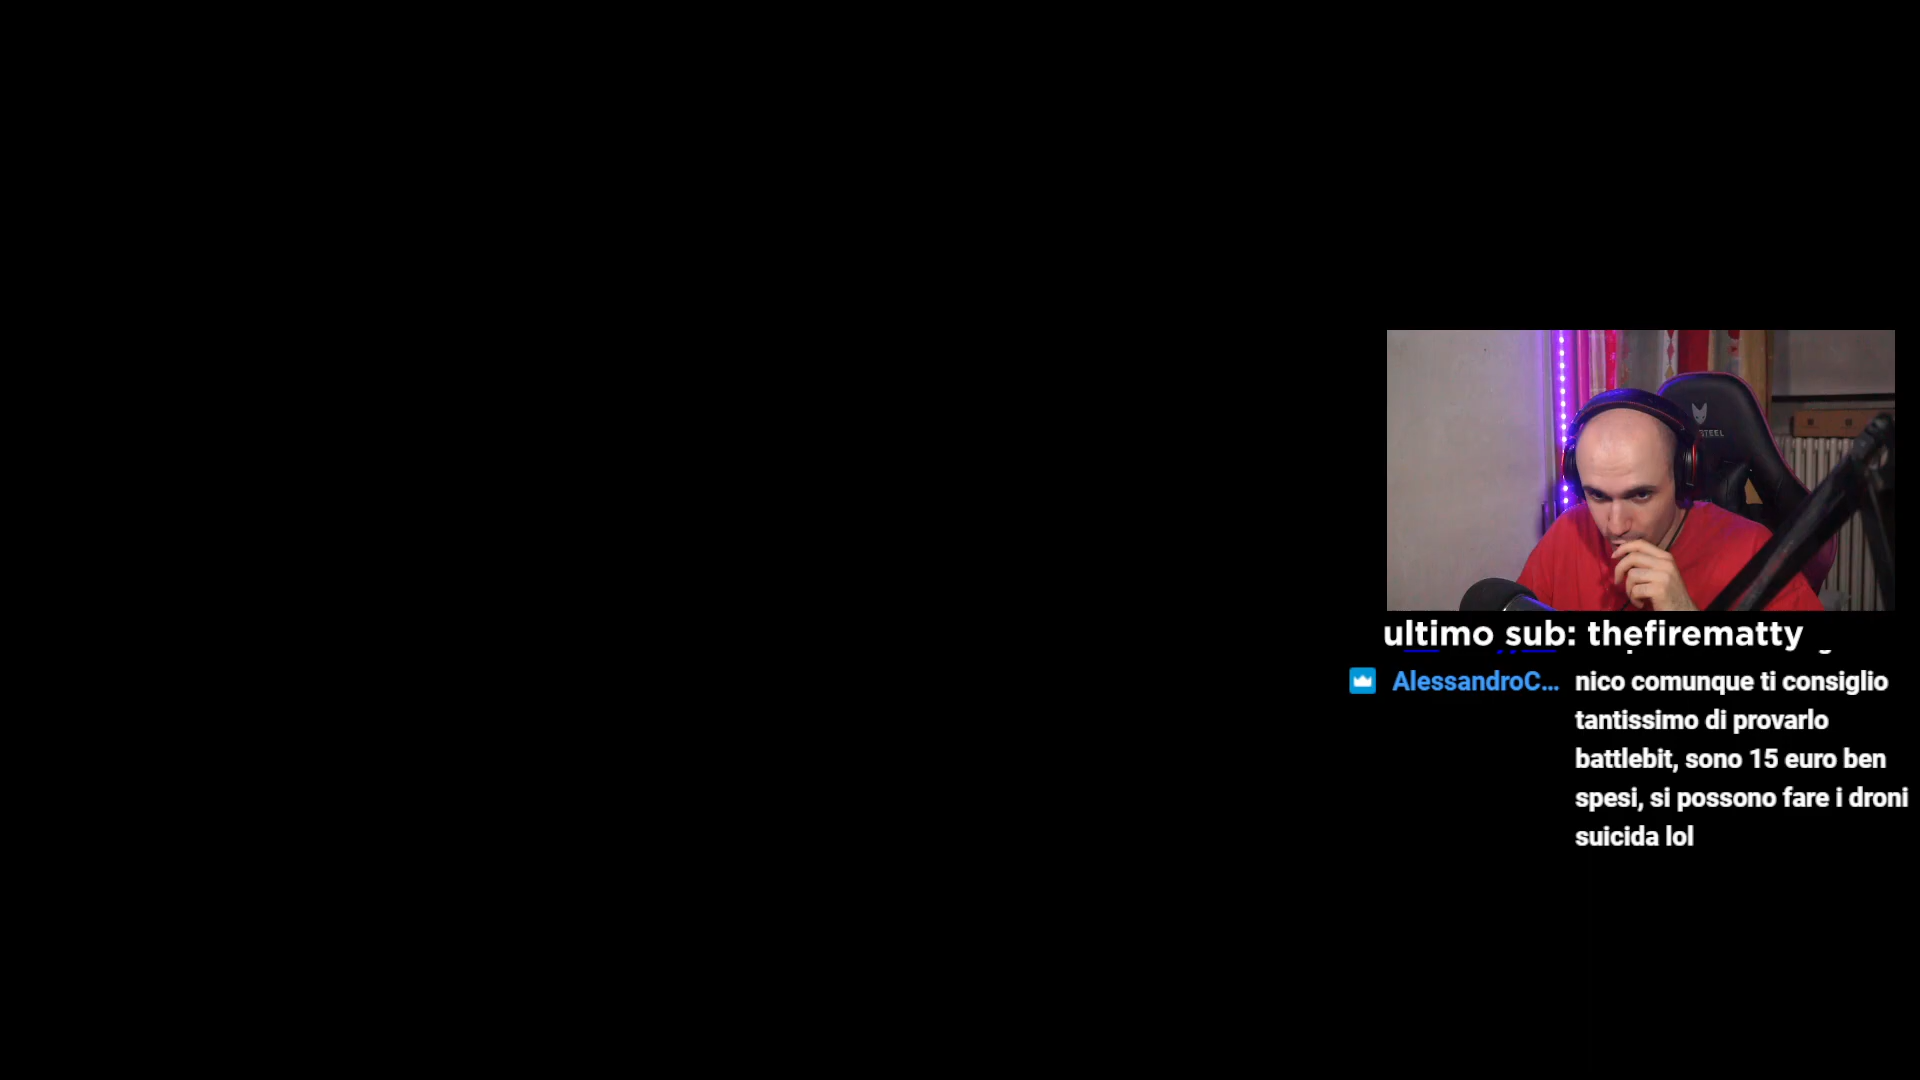 STEEL
ultimo sub: thefirematty
AlessandroC... nico comunque ti consiglio
tantissimo di provarlo
battlebit, sono 15 euro ben
spesi, si possono fare i droni
suicida lol